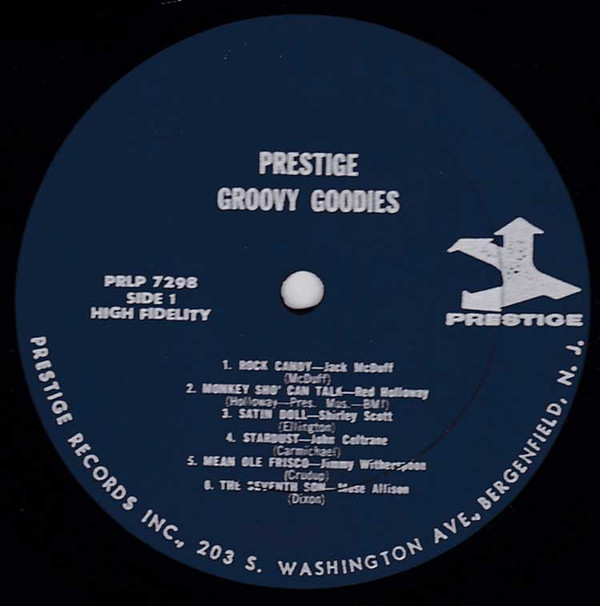 PRESTIGE
GROOVY GOODIES
PRLP 7298
SIDE 1
HIGH FIDELITY
PRESTIGE
1. ROCK CANDY—Jack McDuff
(McDuff)
2. MONKEY SHO' CAN TALK—Red Holloway
(Holloway—Pres. Mus.—BMI)
3. SATIN DOLL—Shirley Scott
(Ellington)
4. STARDUST—John Coltrane
(Carmichael)
5. MEAN OLE FRISCO—Jimmy Witherspoon
(Crudup)
6. THE SEVENTH SON—Mose Allison
(Dixon)
PRESTIGE RECORDS INC., 203 S. WASHINGTON AVE., BERGENFIELD, N. J.